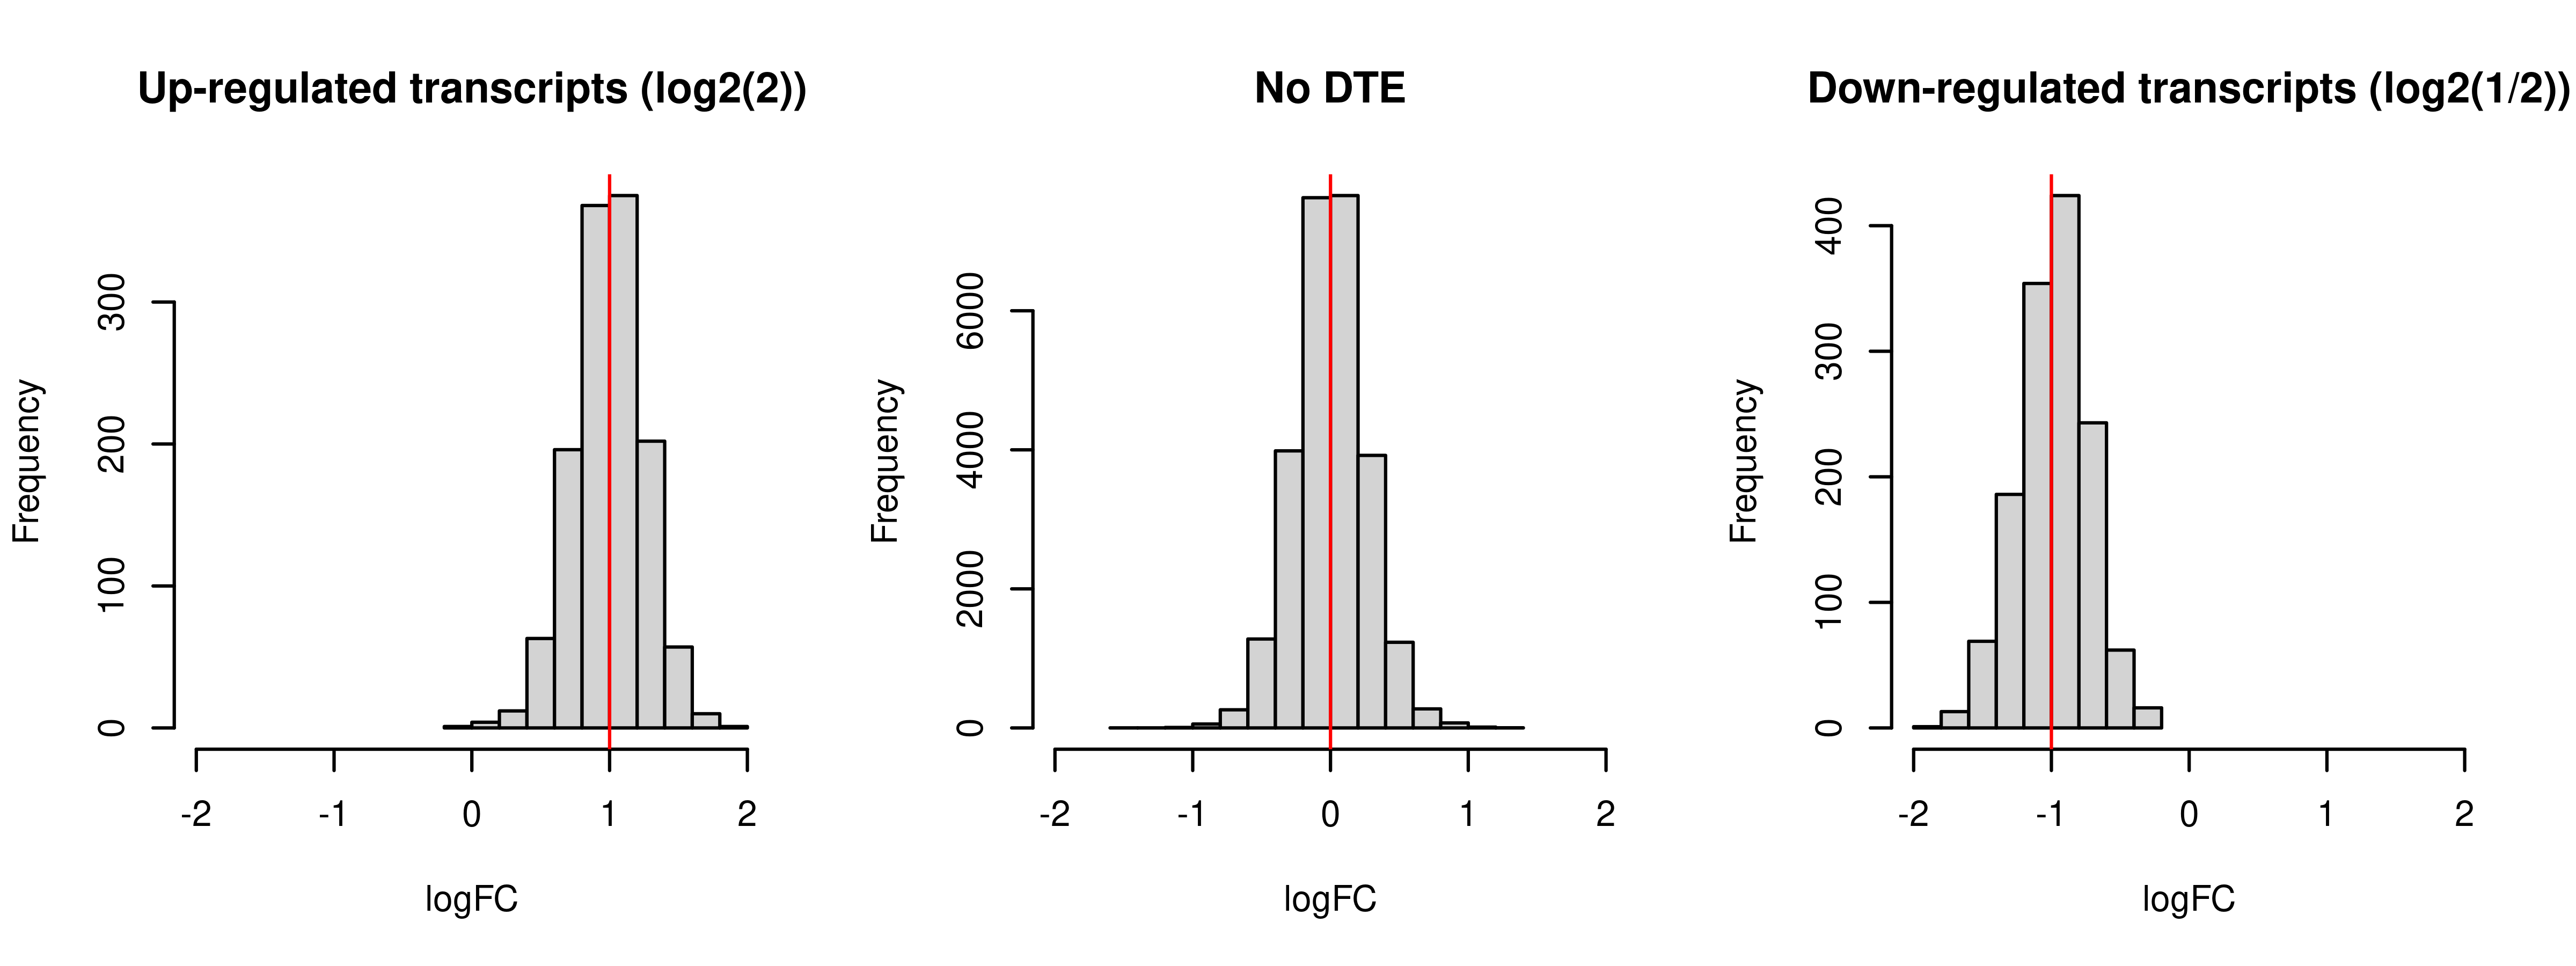 Up-regulated transcripts (log2(2))
Frequency
300
200
100
0
-2 -1 0 1 2
logFC
No DTE
Frequency
6000
4000
2000
0
-2 -1 0 1 2
logFC
Down-regulated transcripts (log2(1/2))
Frequency
400
300
200
100
0
-2 -1 0 1 2
logFC